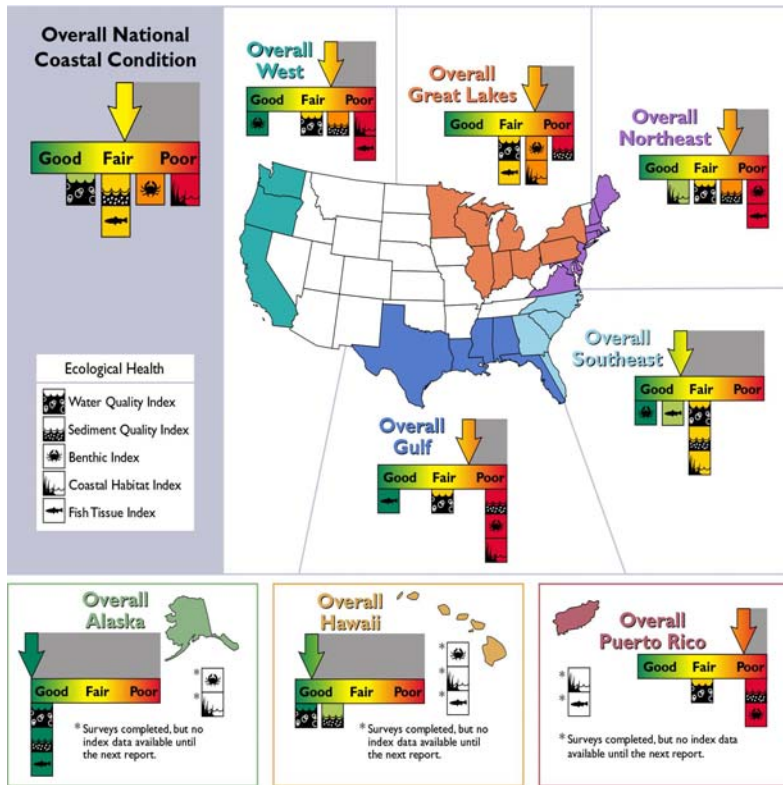 Overall National
Coastal Condition
Good Fair Poor
Ecological Health
Water Quality Index
Sediment Quality Index
Benthic Index
Coastal Habitat Index
Fish Tissue Index
Overall
West
Good Fair Poor
Overall
Great Lakes
Good Fair Poor
Overall
Northeast
Good Fair Poor
Overall
Southeast
Good Fair Poor
Overall
Gulf
Good Fair Poor
Overall
Alaska
Good Fair Poor
*
*
* Surveys completed, but no
index data available until
the next report.
Overall
Hawaii
Good Fair Poor
*
*
*
* Surveys completed, but no
index data available until
the next report.
Overall
Puerto Rico
Good Fair Poor
*
*
* Surveys completed, but no index data
available until the next report.